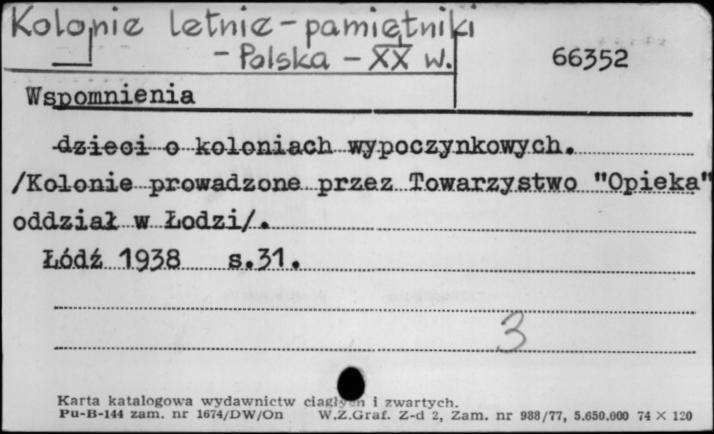 Kolonie letnie - pamiętniki
- Polska - XX w.
66352
Wspomnienia
dzieci o koloniach wypoczynkowych.
/Kolonie prowadzone przez Towarzystwo "Opieka"
oddział w Łodzi/.
Łódź 1938 s.31.
3
Karta katalogowa wydawnictw ciągłych i zwartych.
Pu-B-144 zam. nr 1674/DW/On W.Z.Graf. Z-d 2, Zam. nr 988/77, 5.650.000 74 X 120